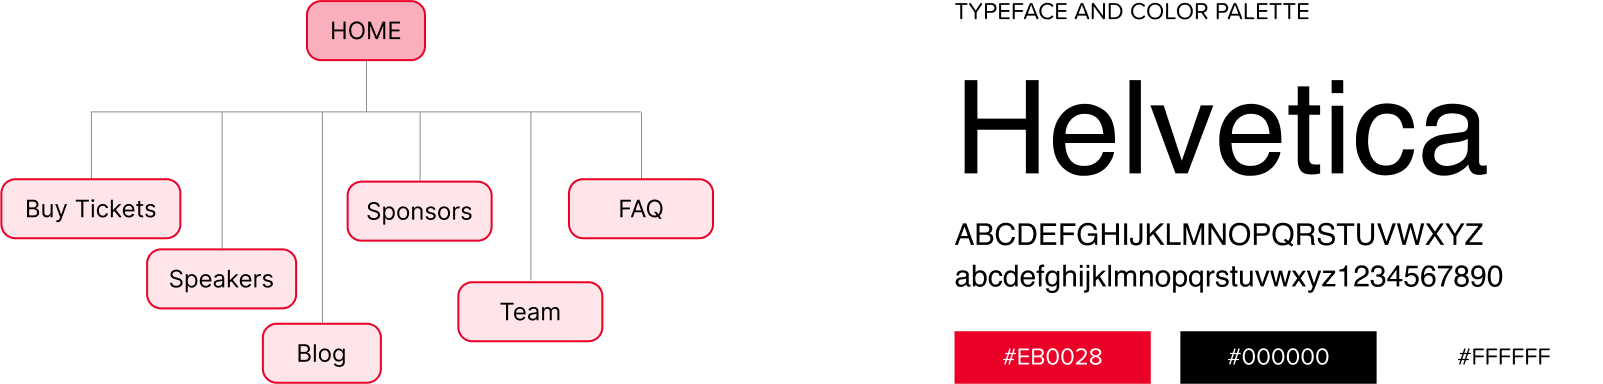 HOME
Buy Tickets
Speakers
Blog
Sponsors
Team
FAQ
TYPEFACE AND COLOR PALETTE
Helvetica
ABCDEFGHIJKLMNOPQRSTUVWXYZ
abcdefghijklmnopqrstuvwxyz1234567890
#EB0028
#000000
#FFFFFF